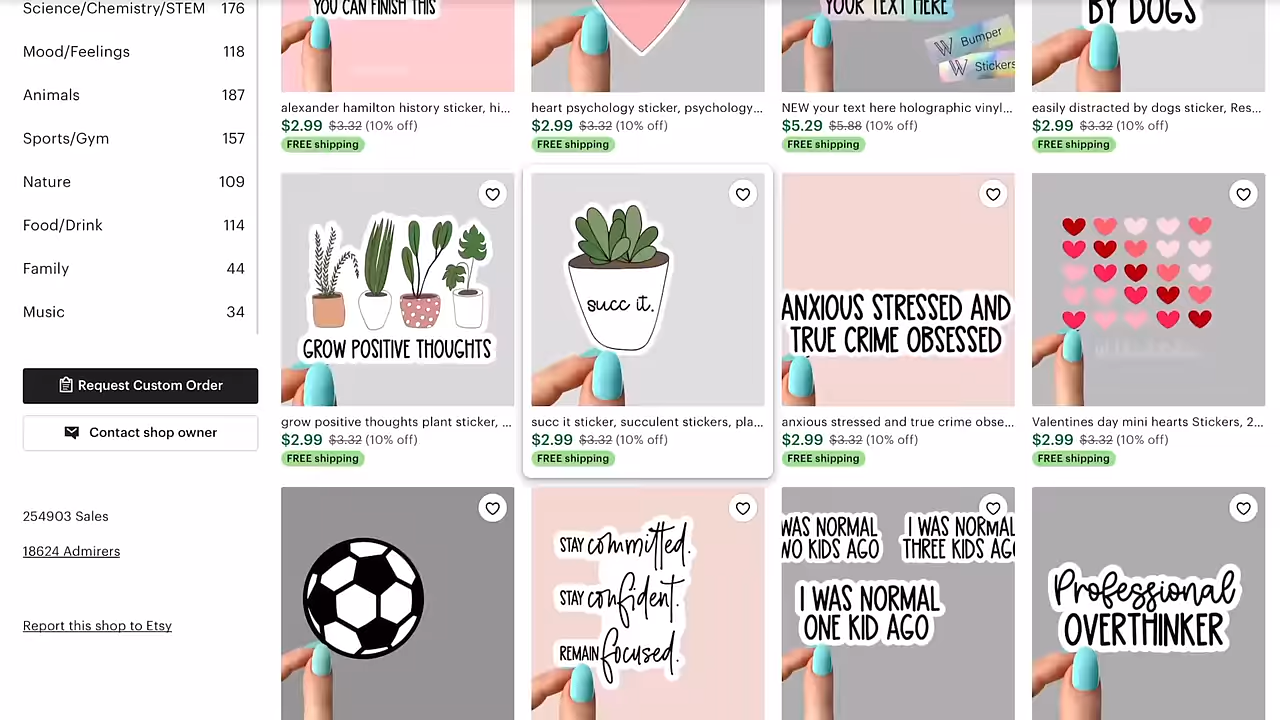 Science/Chemistry/STEM 176
Mood/Feelings 118
Animals 187
Sports/Gym 157
Nature 109
Food/Drink 114
Family 44
Music 34
Request Custom Order
Contact shop owner
254903 Sales
18624 Admirers
Report this shop to Etsy
YOU CAN FINISH THIS
alexander hamilton history sticker, hi...
$2.99 $3.32 (10% off)
FREE shipping
heart psychology sticker, psychology...
$2.99 $3.32 (10% off)
FREE shipping
YOUR TEXT HERE
W Bumper
W Stickers
NEW your text here holographic vinyl...
$5.29 $5.88 (10% off)
FREE shipping
BY DOGS
easily distracted by dogs sticker, Res...
$2.99 $3.32 (10% off)
FREE shipping
GROW POSITIVE THOUGHTS
grow positive thoughts plant sticker, ...
$2.99 $3.32 (10% off)
FREE shipping
succ it.
succ it sticker, succulent stickers, pla...
$2.99 $3.32 (10% off)
FREE shipping
ANXIOUS STRESSED AND
TRUE CRIME OBSESSED
anxious stressed and true crime obse...
$2.99 $3.32 (10% off)
FREE shipping
Valentines day mini hearts Stickers, 2...
$2.99 $3.32 (10% off)
FREE shipping
STAY committed.
STAY confident.
REMAIN focused.
WAS NORMAL
WO KIDS AGO
I WAS NORMAL
THREE KIDS AGO
I WAS NORMAL
ONE KID AGO
Professional
OVERTHINKER